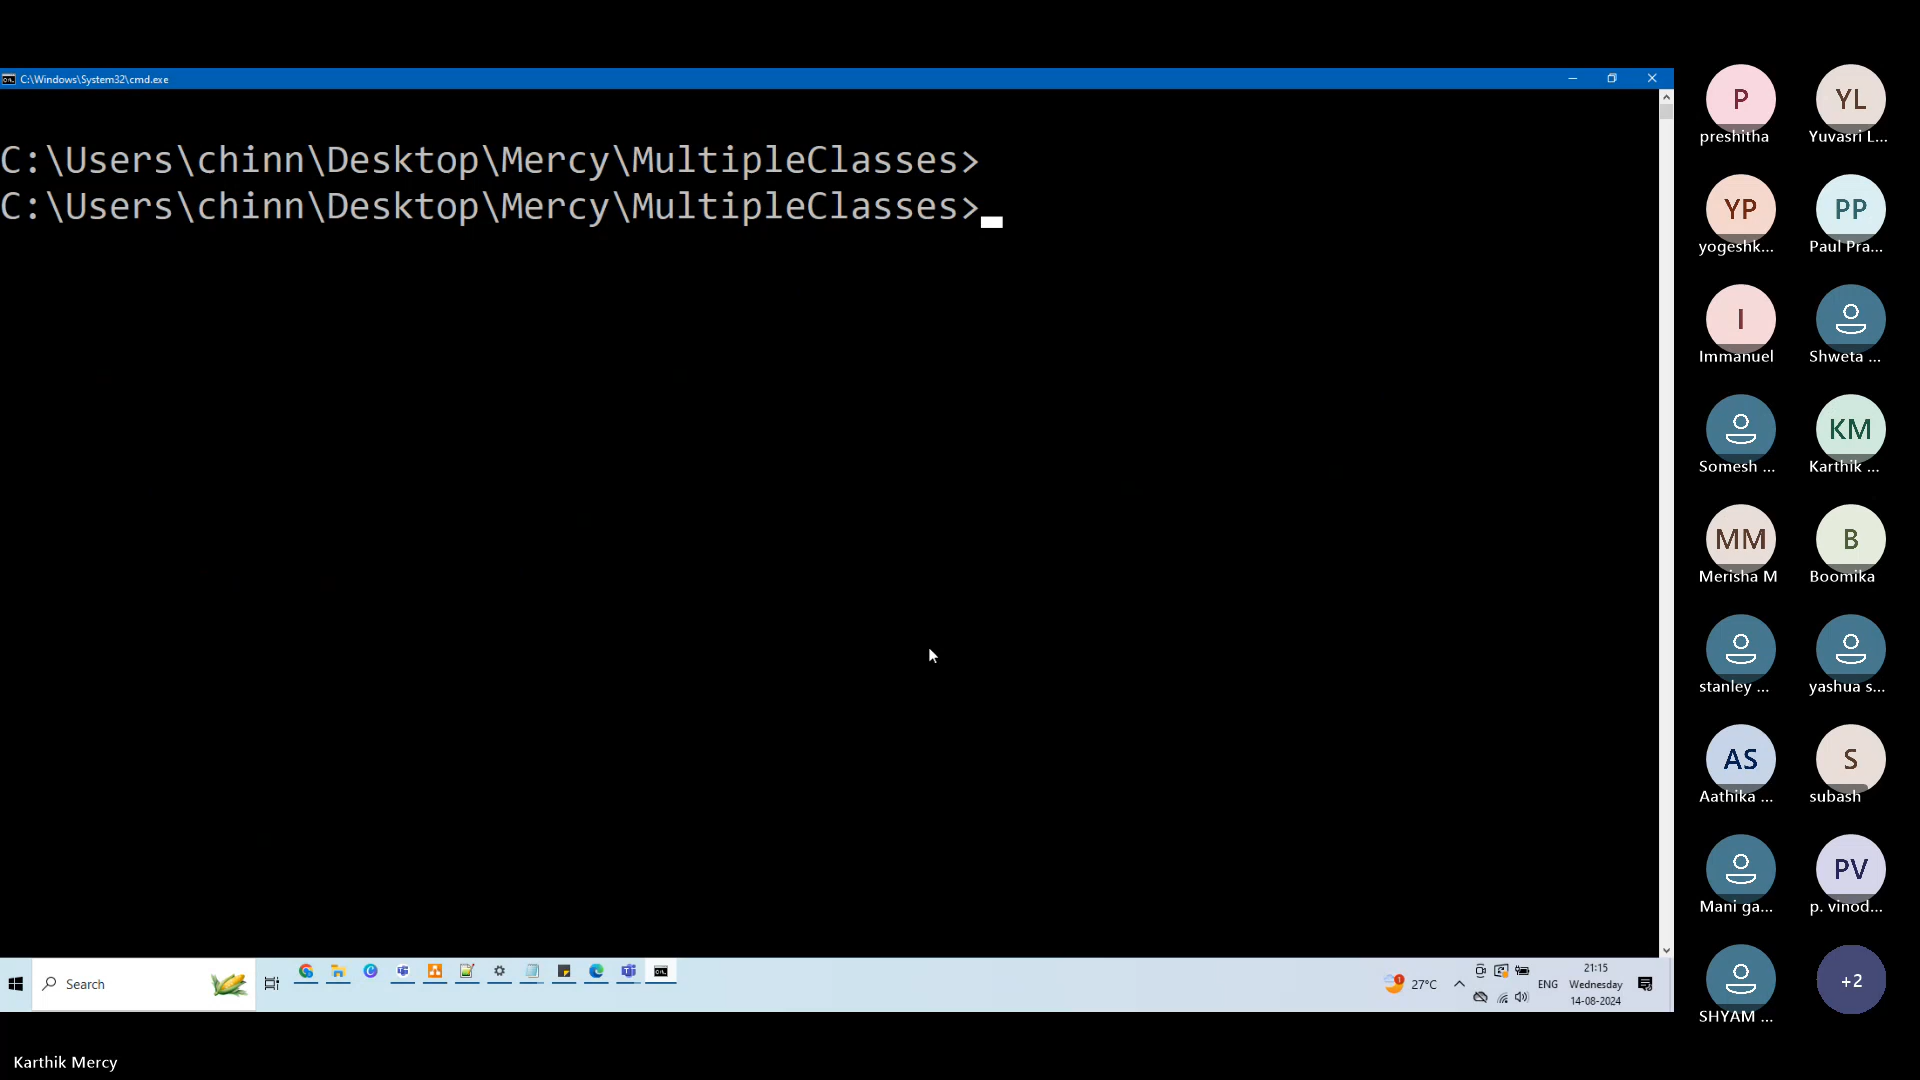 C:\Windows\System32\cmd.exe
C:\Users\chinn\Desktop\Mercy\MultipleClasses>
C:\Users\chinn\Desktop\Mercy\MultipleClasses>
P
preshitha
YL
Yuvasri L...
YP
yogeshk...
PP
Paul Pra...
I
Immanuel
Shweta ...
Somesh ...
KM
Karthik ...
MM
Merisha M
B
Boomika
stanley ...
yashua s...
AS
Aathika ...
S
subash
Mani ga...
PV
p. vinod...
SHYAM ...
+2
Search
27°C
ENG
21:15
Wednesday
14-08-2024
Karthik Mercy